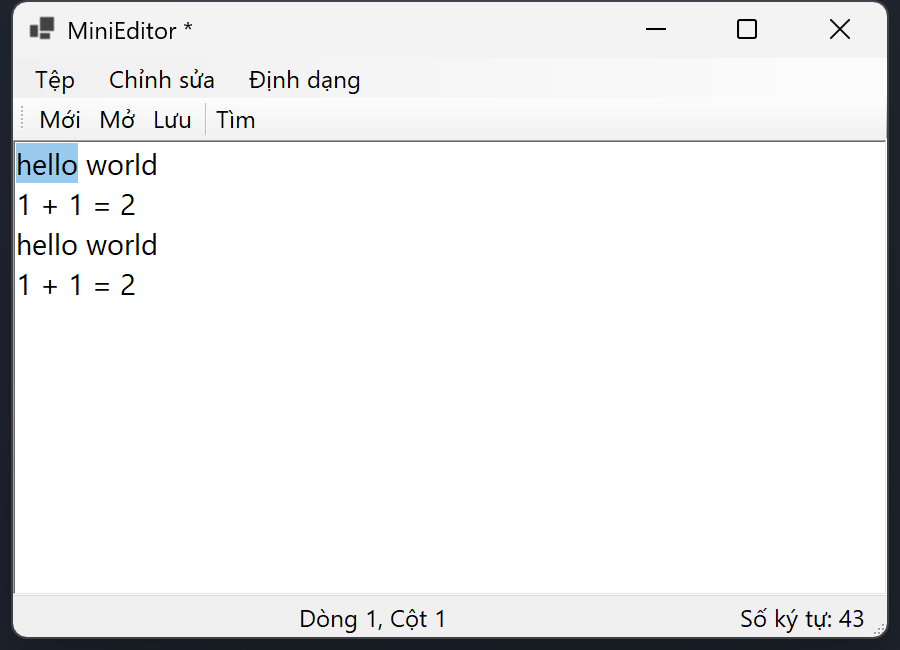 MiniEditor *
Tệp Chỉnh sửa Định dạng
Mới Mở Lưu Tìm
hello world
1 + 1 = 2
hello world
1 + 1 = 2
Dòng 1, Cột 1 Số ký tự: 43